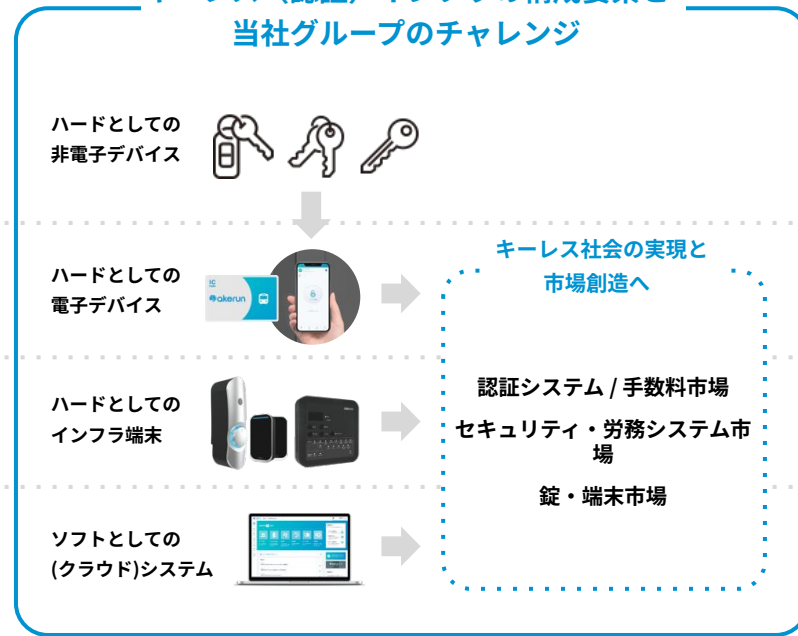 当社グループのチャレンジ
ハードとしての
非電子デバイス
ハードとしての
電子デバイス
akerun
キーレス社会の実現と
市場創造へ
ハードとしての
インフラ端末
認証システム / 手数料市場
セキュリティ・労務システム市
場
錠・端末市場
ソフトとしての
(クラウド)システム